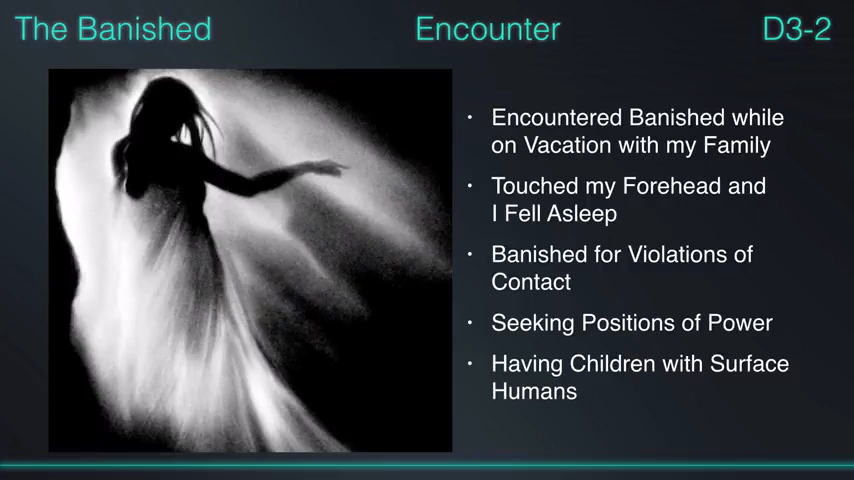 The Banished Encounter D3-2
• Encountered Banished while
on Vacation with my Family
• Touched my Forehead and
I Fell Asleep
• Banished for Violations of
Contact
• Seeking Positions of Power
• Having Children with Surface
Humans